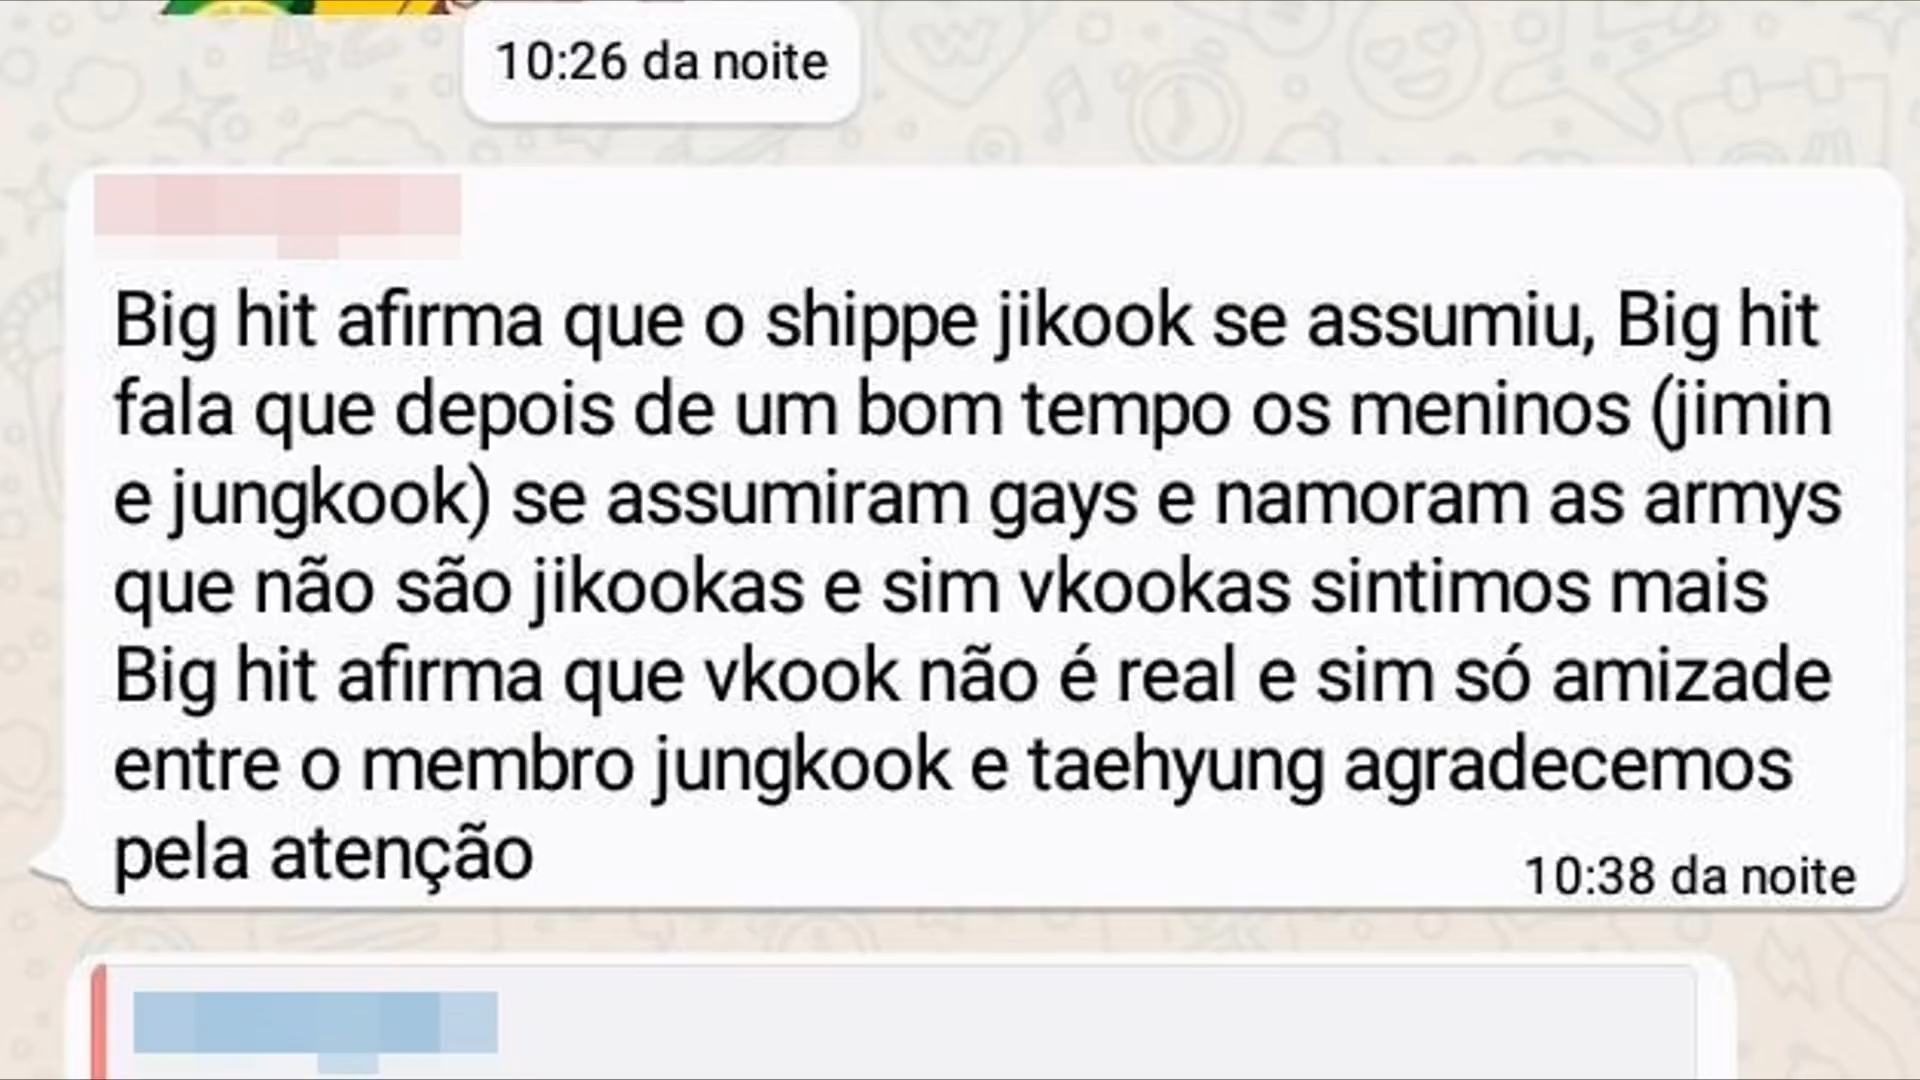 10:26 da noite
Big hit afirma que o shippe jikook se assumiu, Big hit
fala que depois de um bom tempo os meninos (jimin
e jungkook) se assumiram gays e namoram as armys
que não são jikookas e sim vkookas sintimos mais
Big hit afirma que vkook não é real e sim só amizade
entre o membro jungkook e taehyung agradecemos
pela atenção
10:38 da noite